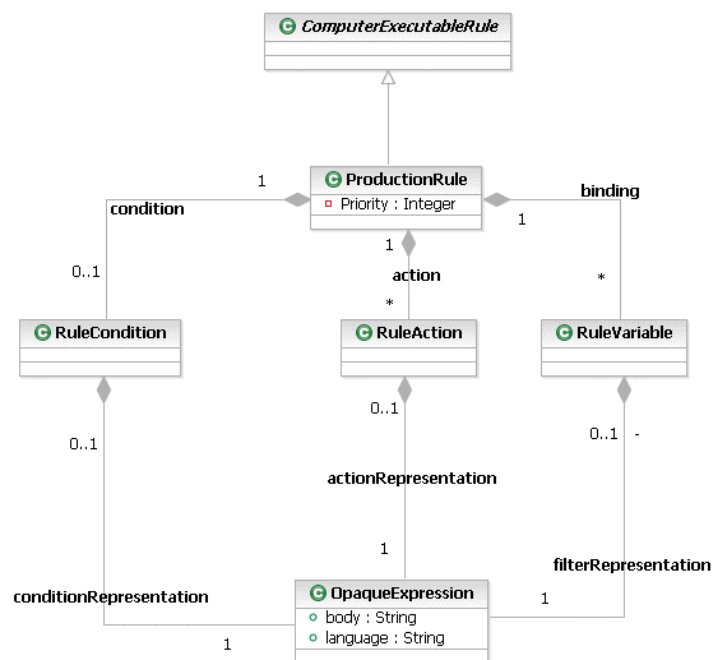 C ComputerExecutableRule
C ProductionRule
Priority : Integer
1
condition
0..1
1
action
*
binding
1
*
C RuleCondition
C RuleAction
C RuleVariable
0..1
0..1
0..1 -
actionRepresentation
1
filterRepresentation
1
conditionRepresentation
1
C OpaqueExpression
body : String
language : String